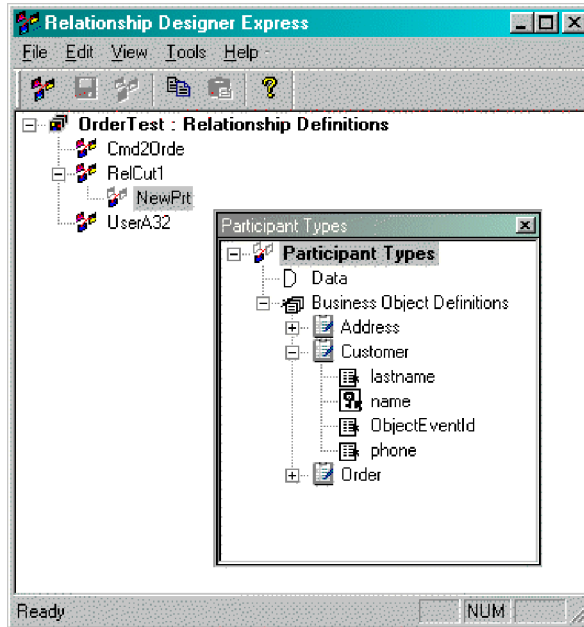 Relationship Designer Express
File Edit View Tools Help
OrderTest : Relationship Definitions
Cmd2Orde
RelCut1
NewPrt
UserA32
Participant Types
Participant Types
Data
Business Object Definitions
Address
Customer
lastname
name
ObjectEventId
phone
Order
Ready NUM